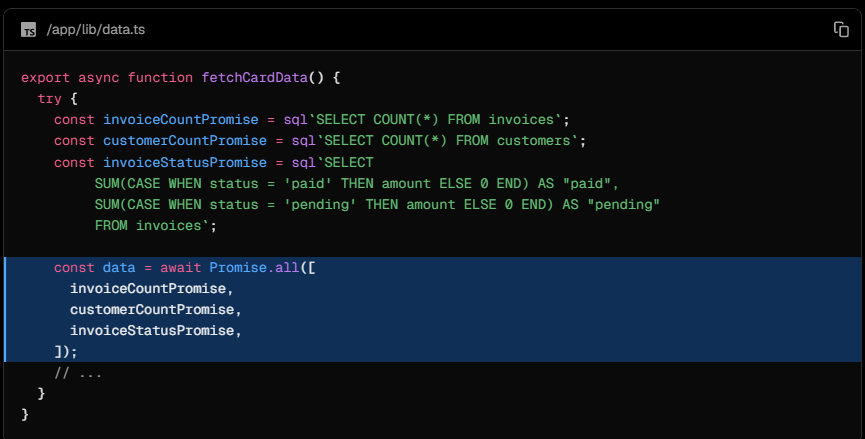 TS /app/lib/data.ts
export async function fetchCardData() {
  try {
    const invoiceCountPromise = sql`SELECT COUNT(*) FROM invoices`;
    const customerCountPromise = sql`SELECT COUNT(*) FROM customers`;
    const invoiceStatusPromise = sql`SELECT
         SUM(CASE WHEN status = 'paid' THEN amount ELSE 0 END) AS "paid",
         SUM(CASE WHEN status = 'pending' THEN amount ELSE 0 END) AS "pending"
         FROM invoices`;

    const data = await Promise.all([
      invoiceCountPromise,
      customerCountPromise,
      invoiceStatusPromise,
    ]);
    // ...
  }
}